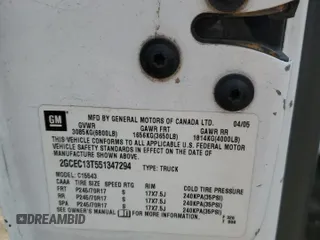 GM
MFD BY GENERAL MOTORS OF CANADA LTD. 04/05
GVWR GAWR FRT GAWR RR
3085KG(6800LB) 1656KG(3650LB) 1814KG(4000LB)
THIS VEHICLE CONFORMS TO ALL APPLICABLE U.S. FEDERAL MOTOR
VEHICLE SAFETY STANDARDS IN EFFECT ON THE DATE OF
MANUFACTURE SHOWN ABOVE.
2GCEC13T551347294 TYPE: TRUCK
MODEL: C15543
TIRE SIZE SPEED RTG RIM COLD TIRE PRESSURE
FRT P245/70R17 S 17X7.5J 240KPA(35PSI)
RR P245/70R17 S 17X7.5J 240KPA(35PSI)
SPA P245/70R17 S 17X7.5J 240KPA(35PSI)
SEE OWNER'S MANUAL FOR
DREAMBID